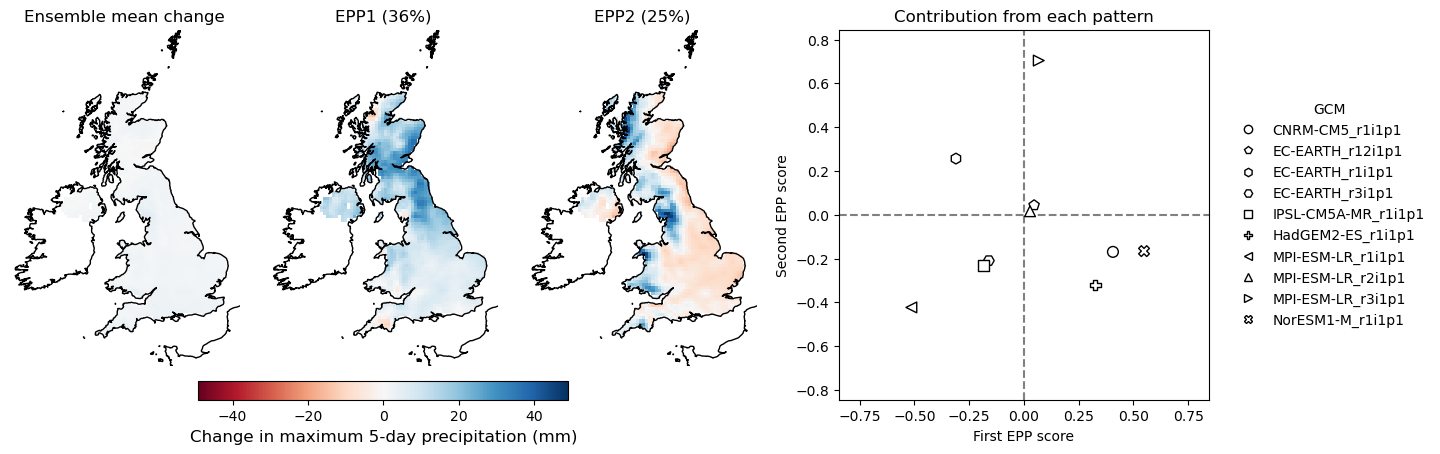 Ensemble mean change
EPP1 (36%)
EPP2 (25%)
Contribution from each pattern
−40
−20
0
20
40
Change in maximum 5-day precipitation (mm)
0.8
0.6
0.4
0.2
0.0
−0.2
−0.4
−0.6
−0.8
Second EPP score
−0.75
−0.50
−0.25
0.00
0.25
0.50
0.75
First EPP score
GCM
CNRM-CM5_r1i1p1
EC-EARTH_r12i1p1
EC-EARTH_r1i1p1
EC-EARTH_r3i1p1
IPSL-CM5A-MR_r1i1p1
HadGEM2-ES_r1i1p1
MPI-ESM-LR_r1i1p1
MPI-ESM-LR_r2i1p1
MPI-ESM-LR_r3i1p1
NorESM1-M_r1i1p1